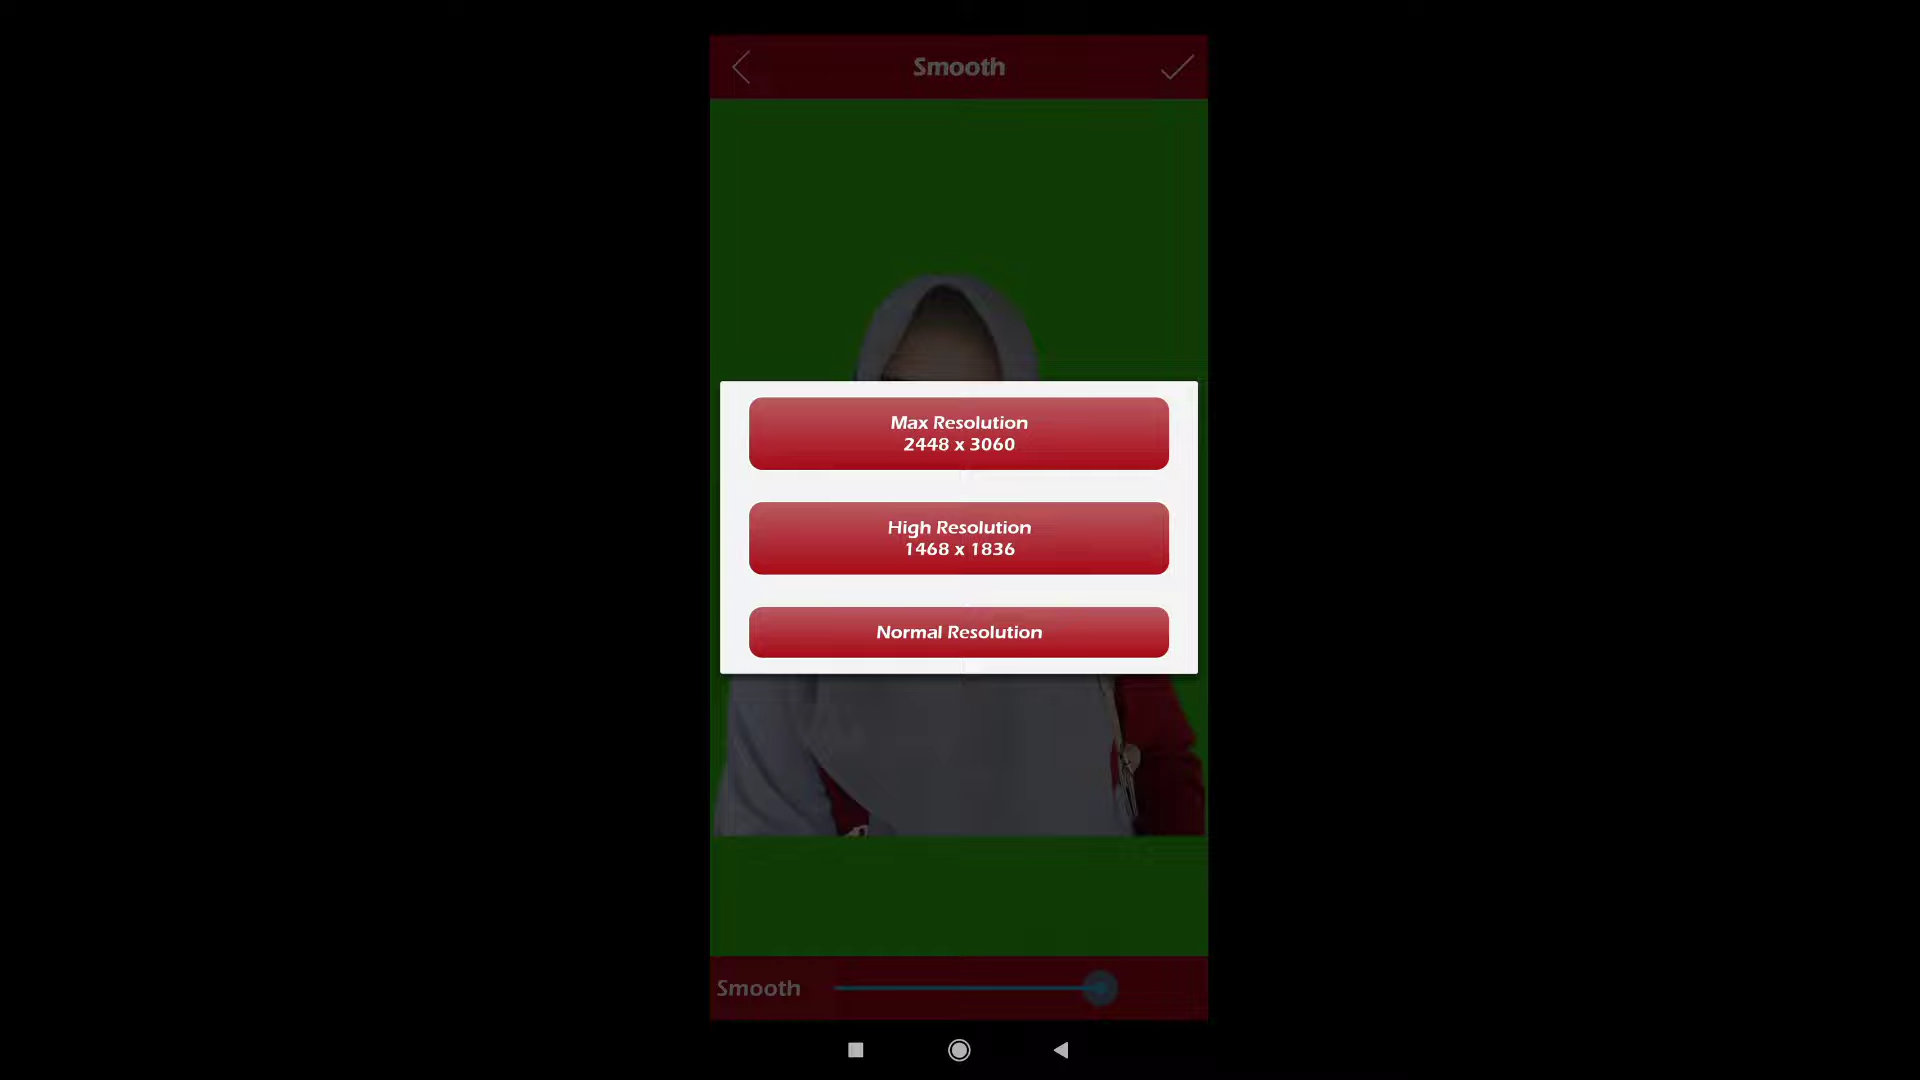 Smooth
Max Resolution
2448 x 3060
High Resolution
1468 x 1836
Normal Resolution
Smooth